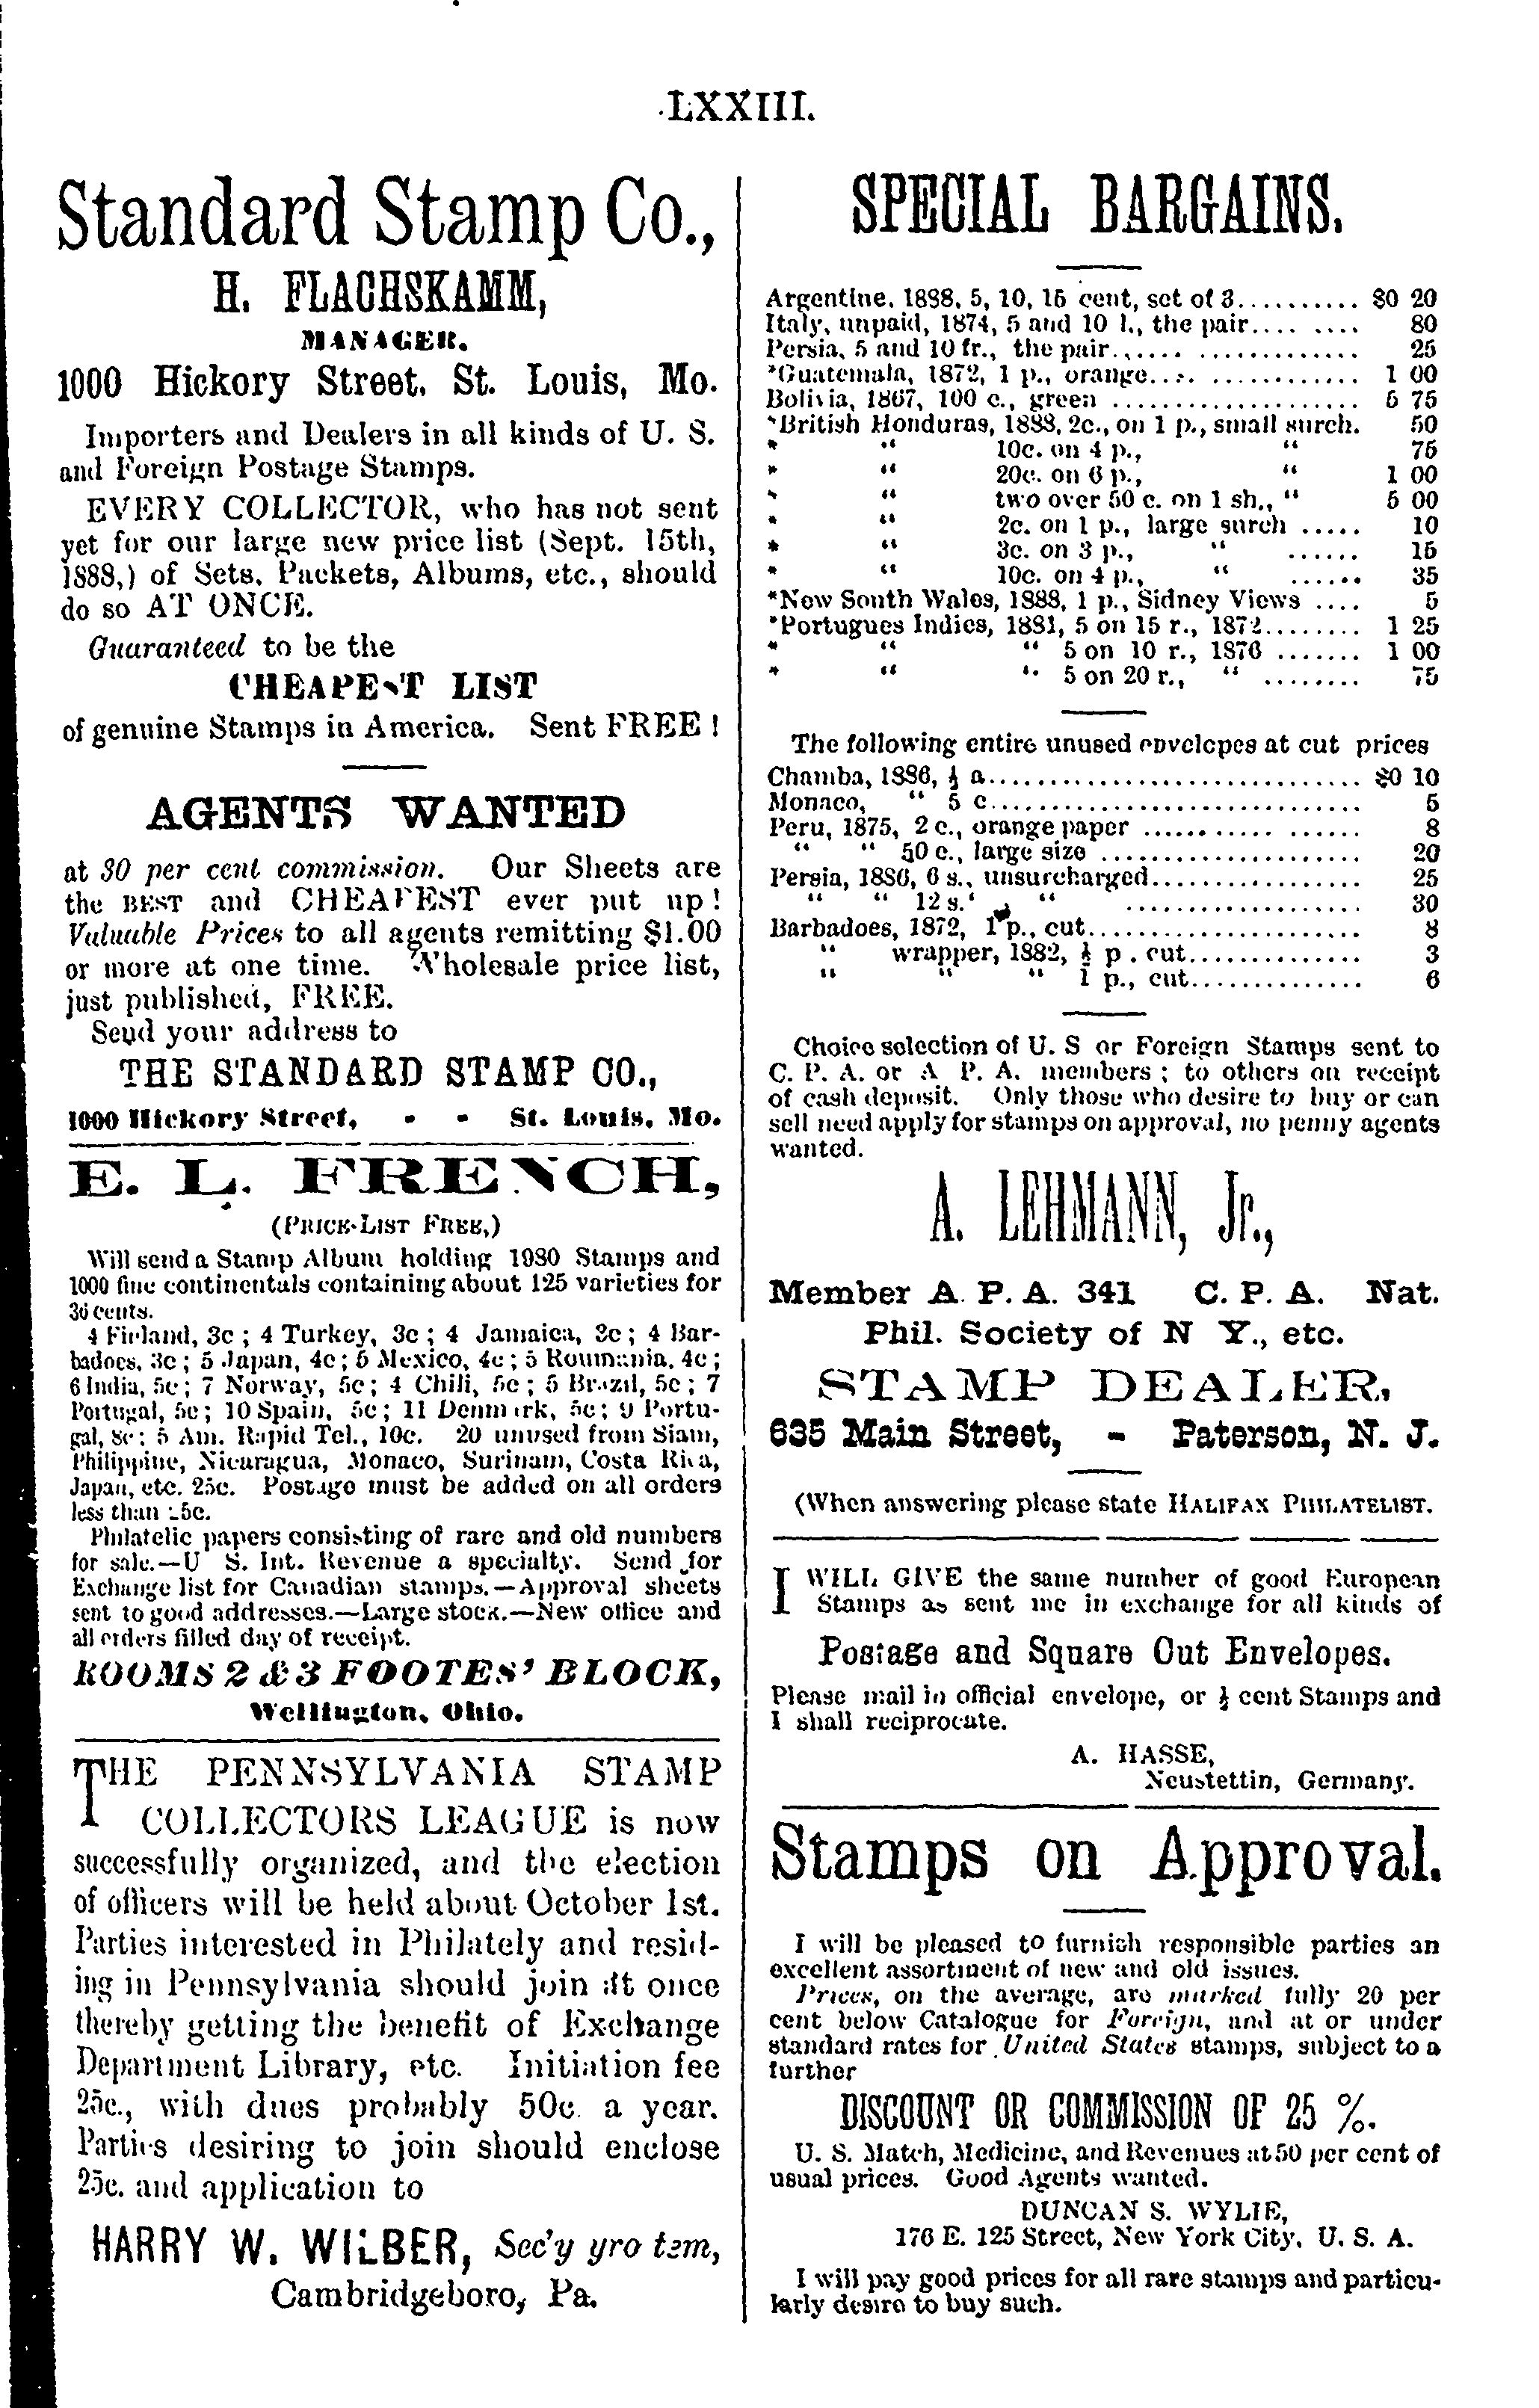 LXXIII.
Standard Stamp Co.,
H. FLACHSKAMM,
MANAGER.
1000 Hickory Street, St. Louis, Mo.
Importers and Dealers in all kinds of U. S.
and Foreign Postage Stamps.
EVERY COLLECTOR, who has not sent
yet for our large new price list (Sept. 15th,
1888,) of Sets, Packets, Albums, etc., should
do so AT ONCE.
Guaranteed to be the
CHEAPEST LIST
of genuine Stamps in America. Sent FREE !
AGENTS WANTED
at 30 per cent commission. Our Sheets are
the BEST and CHEAPEST ever put up!
Valuable Prices to all agents remitting $1.00
or more at one time. Wholesale price list,
just published, FREE.
Send your address to
THE STANDARD STAMP CO.,
1000 Hickory Street, - - St. Louis, Mo.
E. L. FRENCH,
(PRICE-LIST FREE,)
Will send a Stamp Album holding 1980 Stamps and
1000 fine continentals containing about 125 varieties for
36 cents.
4 Finland, 3c ; 4 Turkey, 3c ; 4 Jamaica, 3c ; 4 Bar-
badoes, 3c ; 5 Japan, 4c ; 5 Mexico, 4c ; 5 Roumania, 4c ;
6 India, 5c ; 7 Norway, 5c ; 4 Chili, 5c ; 5 Brazil, 5c ; 7
Portugal, 5c ; 10 Spain, 5c ; 11 Denmark, 5c ; 9 Portu-
gal, 8c ; 5 Am. Rapid Tel., 10c. 20 unused from Siam,
Philippine, Nicaragua, Monaco, Surinam, Costa Rica,
Japan, etc. 25c. Postage must be added on all orders
less than
Philatelic papers consisting of rare and old numbers
for sale.—U S. Int. Revenue a specialty. Send for
Exchange list for Canadian stamps.—Approval sheets
sent to good addresses.—Large stock.—New office and
all orders filled day of receipt.
ROOMS 2 & 3 FOOTES' BLOCK,
Wellington, Ohio.
THE PENNSYLVANIA STAMP
COLLECTORS LEAGUE is now
successfully organized, and the election
of officers will be held about October 1st.
Parties interested in Philately and resid-
ing in Pennsylvania should join at once
thereby getting the benefit of Exchange
Department Library, etc. Initiation fee
25c., with dues probably 50c. a year.
Parties desiring to join should enclose
25c. and application to
HARRY W. WILBER, Sec'y yro tem,
Cambridgeboro, Pa.
SPECIAL BARGAINS.
Argentine, 1888, 5, 10, 15 cent, set of 3.......... $0 20
Italy, unpaid, 1874, 5 and 10 l., the pair.... .... 80
Persia, 5 and 10 fr., the pair...... ............. 25
*Guatemala, 1872, 1 p., orange.... ............ 1 00
Bolivia, 1867, 100 c., green .................... 5 75
*British Honduras, 1888, 2c., on 1 p., small surch. 50
* " 10c. on 4 p., " 75
* " 20c. on 6 p., " 1 00
* " two over 50 c. on 1 sh., " 5 00
* " 2c. on 1 p., large surch ..... 10
* " 3c. on 3 p., " ...... 15
* " 10c. on 4 p., " ...... 35
*New South Wales, 1888, 1 p., Sidney Views .... 5
*Portugues Indies, 1881, 5 on 15 r., 1872........ 1 25
* " " 5 on 10 r., 1876 ....... 1 00
* " " 5 on 20 r., " ........ 75
The following entire unused envelopes at cut prices
Chamba, 1886, ½ a................................ $0 10
Monaco, " 5 c............................... 5
Peru, 1875, 2 c., orange paper ........... ...... 8
" " 50 c., large size ...................... 20
Persia, 1886, 6 s., unsurcharged.................. 25
" " 12 s. " .................... 30
Barbadoes, 1872, 1 p., cut....................... 8
" wrapper, 1882, ½ p . cut............... 3
" " " 1 p., cut............... 6
Choice selection of U. S or Foreign Stamps sent to
C. P. A. or A P. A. members ; to others on receipt
of cash deposit. Only those who desire to buy or can
sell need apply for stamps on approval, no penny agents
wanted.
A. LEHMANN, Jr.,
Member A. P. A. 341 C. P. A. Nat.
Phil. Society of N Y., etc.
STAMP DEALER,
635 Main Street, - Paterson, N. J.
(When answering please state HALIFAX PHILATELIST.
I WILL GIVE the same number of good European
Stamps as sent me in exchange for all kinds of
Postage and Square Cut Envelopes.
Please mail in official envelope, or ½ cent Stamps and
I shall reciprocate.
A. HASSE,
Neustettin, Germany.
Stamps on Approval.
I will be pleased to furnish responsible parties an
excellent assortment of new and old issues.
Prices, on the average, are marked fully 20 per
cent below Catalogue for Foreign, and at or under
standard rates for United States stamps, subject to a
further
DISCOUNT OR COMMISSION OF 25 %.
U. S. Match, Medicine, and Revenues at 50 per cent of
usual prices. Good Agents wanted.
DUNCAN S. WYLIE,
176 E. 125 Street, New York City, U. S. A.
I will pay good prices for all rare stamps and particu-
larly desire to buy such.